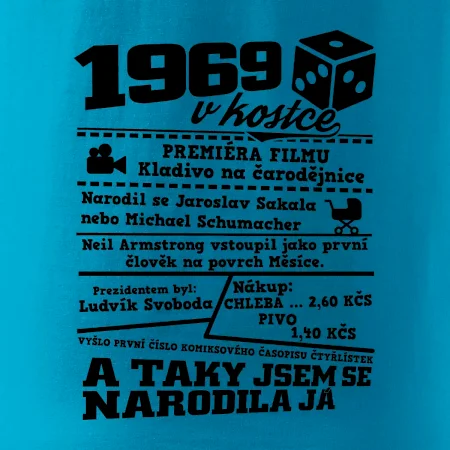 1969
v kostce
PREMIÉRA FILMU
Kladivo na čarodějnice
Narodil se Jaroslav Sakala
nebo Michael Schumacher
Neil Armstrong vstoupil jako první
člověk na povrch Měsíce.
Prezidentem byl:
Ludvík Svoboda
Nákup:
CHLEBA ... 2,60 KČS
PIVO
1,40 KČS
VYŠLO PRVNÍ ČÍSLO KOMIKSOVÉHO ČASOPISU ČTYŘLÍSTEK
A TAKY JSEM SE
NARODILA JÁ